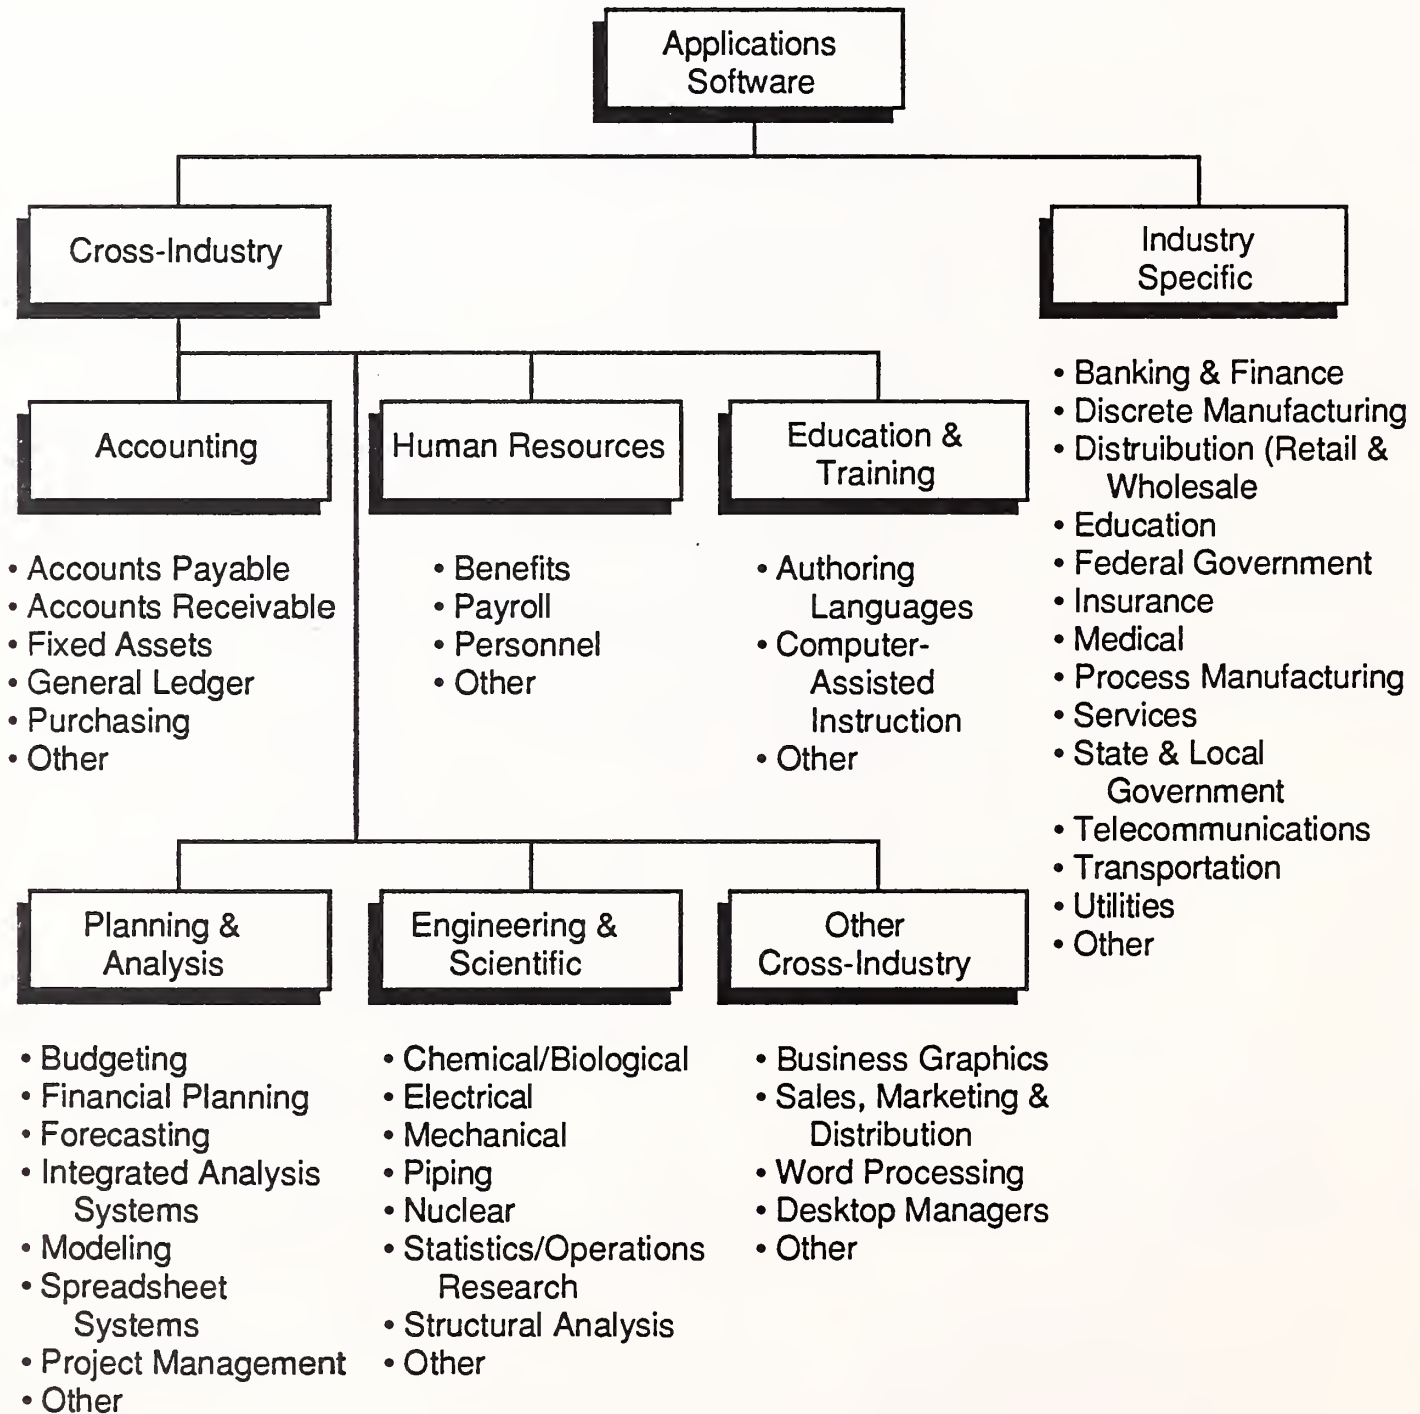 Applications
Software
Cross-Industry
Industry
Specific
Accounting
Human Resources
Education &
Training
• Accounts Payable
• Accounts Receivable
• Fixed Assets
• General Ledger
• Purchasing
• Other
• Benefits
• Payroll
• Personnel
• Other
• Authoring
Languages
• Computer-
Assisted
Instruction
• Other
• Banking & Finance
• Discrete Manufacturing
• Distruibution (Retail &
Wholesale
• Education
• Federal Government
• Insurance
• Medical
• Process Manufacturing
• Services
• State & Local
Government
• Telecommunications
• Transportation
• Utilities
• Other
Planning &
Analysis
Engineering &
Scientific
Other
Cross-Industry
• Budgeting
• Financial Planning
• Forecasting
• Integrated Analysis
Systems
• Modeling
• Spreadsheet
Systems
• Project Management
• Other
• Chemical/Biological
• Electrical
• Mechanical
• Piping
• Nuclear
• Statistics/Operations
Research
• Structural Analysis
• Other
• Business Graphics
• Sales, Marketing &
Distribution
• Word Processing
• Desktop Managers
• Other